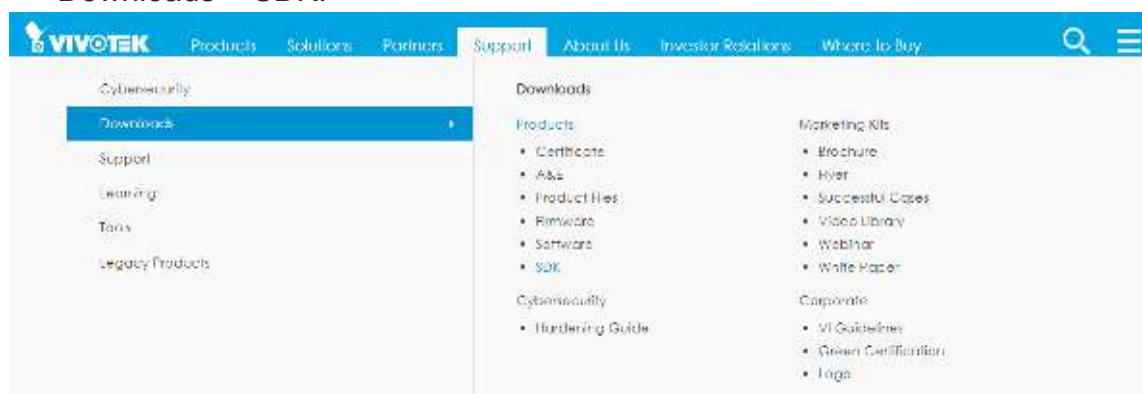 Downloads > SDK.
VIVOTEK Products Solutions Partners Support About Us Investor Relations Where to Buy
Cybersecurity
Downloads
Support
Learning
Tools
Legacy Products
Downloads
Products
• Certificate
• A&E
• Product Files
• Firmware
• Software
• SDK
Cybersecurity
• Hardening Guide
Marketing Kits
• Brochure
• Flyer
• Successful Cases
• Video Library
• Webinar
• White Paper
Corporate
• VI Guidelines
• Green Certification
• Logo